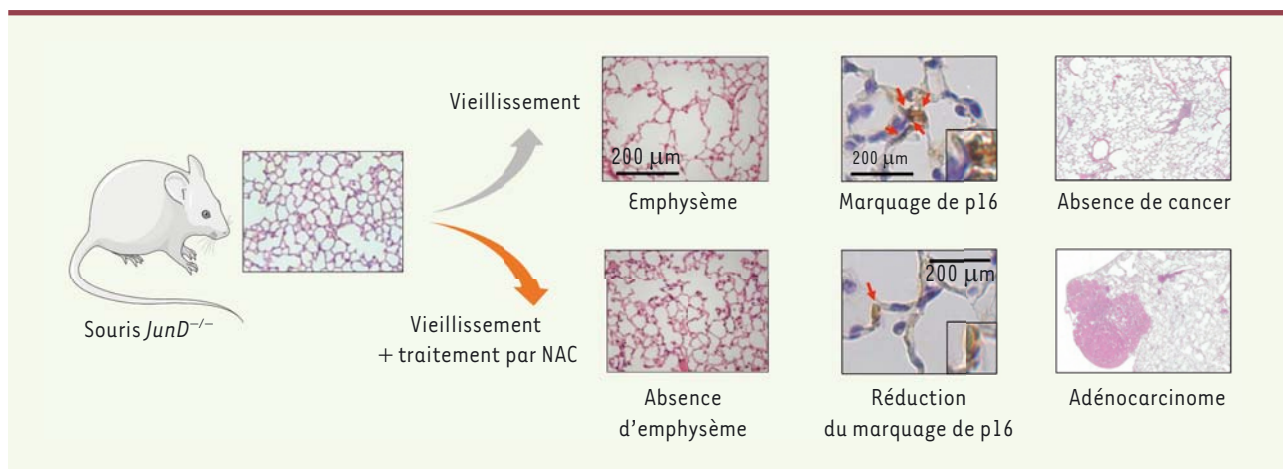 Vieillissement
200 µm
200 µm
Emphysème
Marquage de p16
Absence de cancer
Souris JunD–/–
Vieillissement
+ traitement par NAC
200 µm
Absence
d'emphysème
Réduction
du marquage de p16
Adénocarcinome